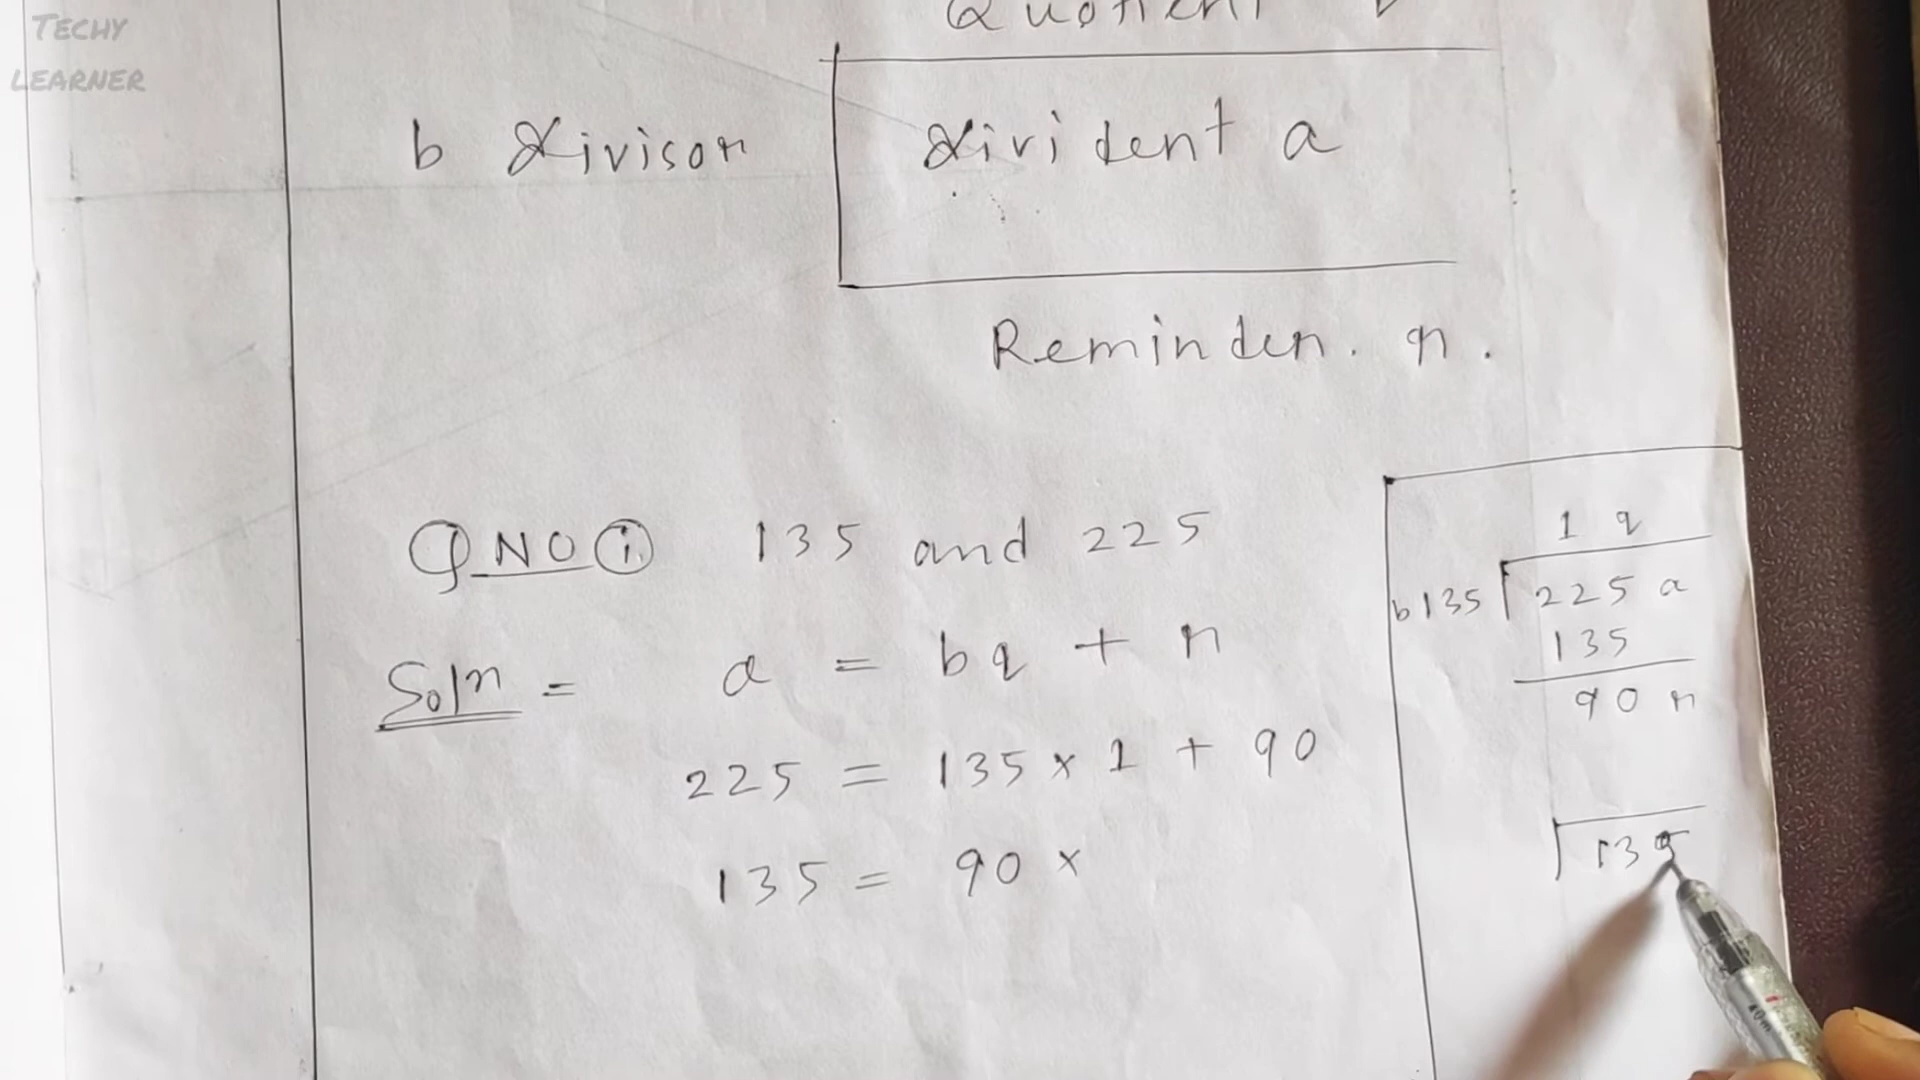 TECHY
LEARNER
Quotient
b Divisor
Divident a
Reminder. r.
Q NO i 135 and 225
Soln = a = bq + r
225 = 135 × 1 + 90
135 = 90 ×
1 q
b 135 225 a
135
90 r
135